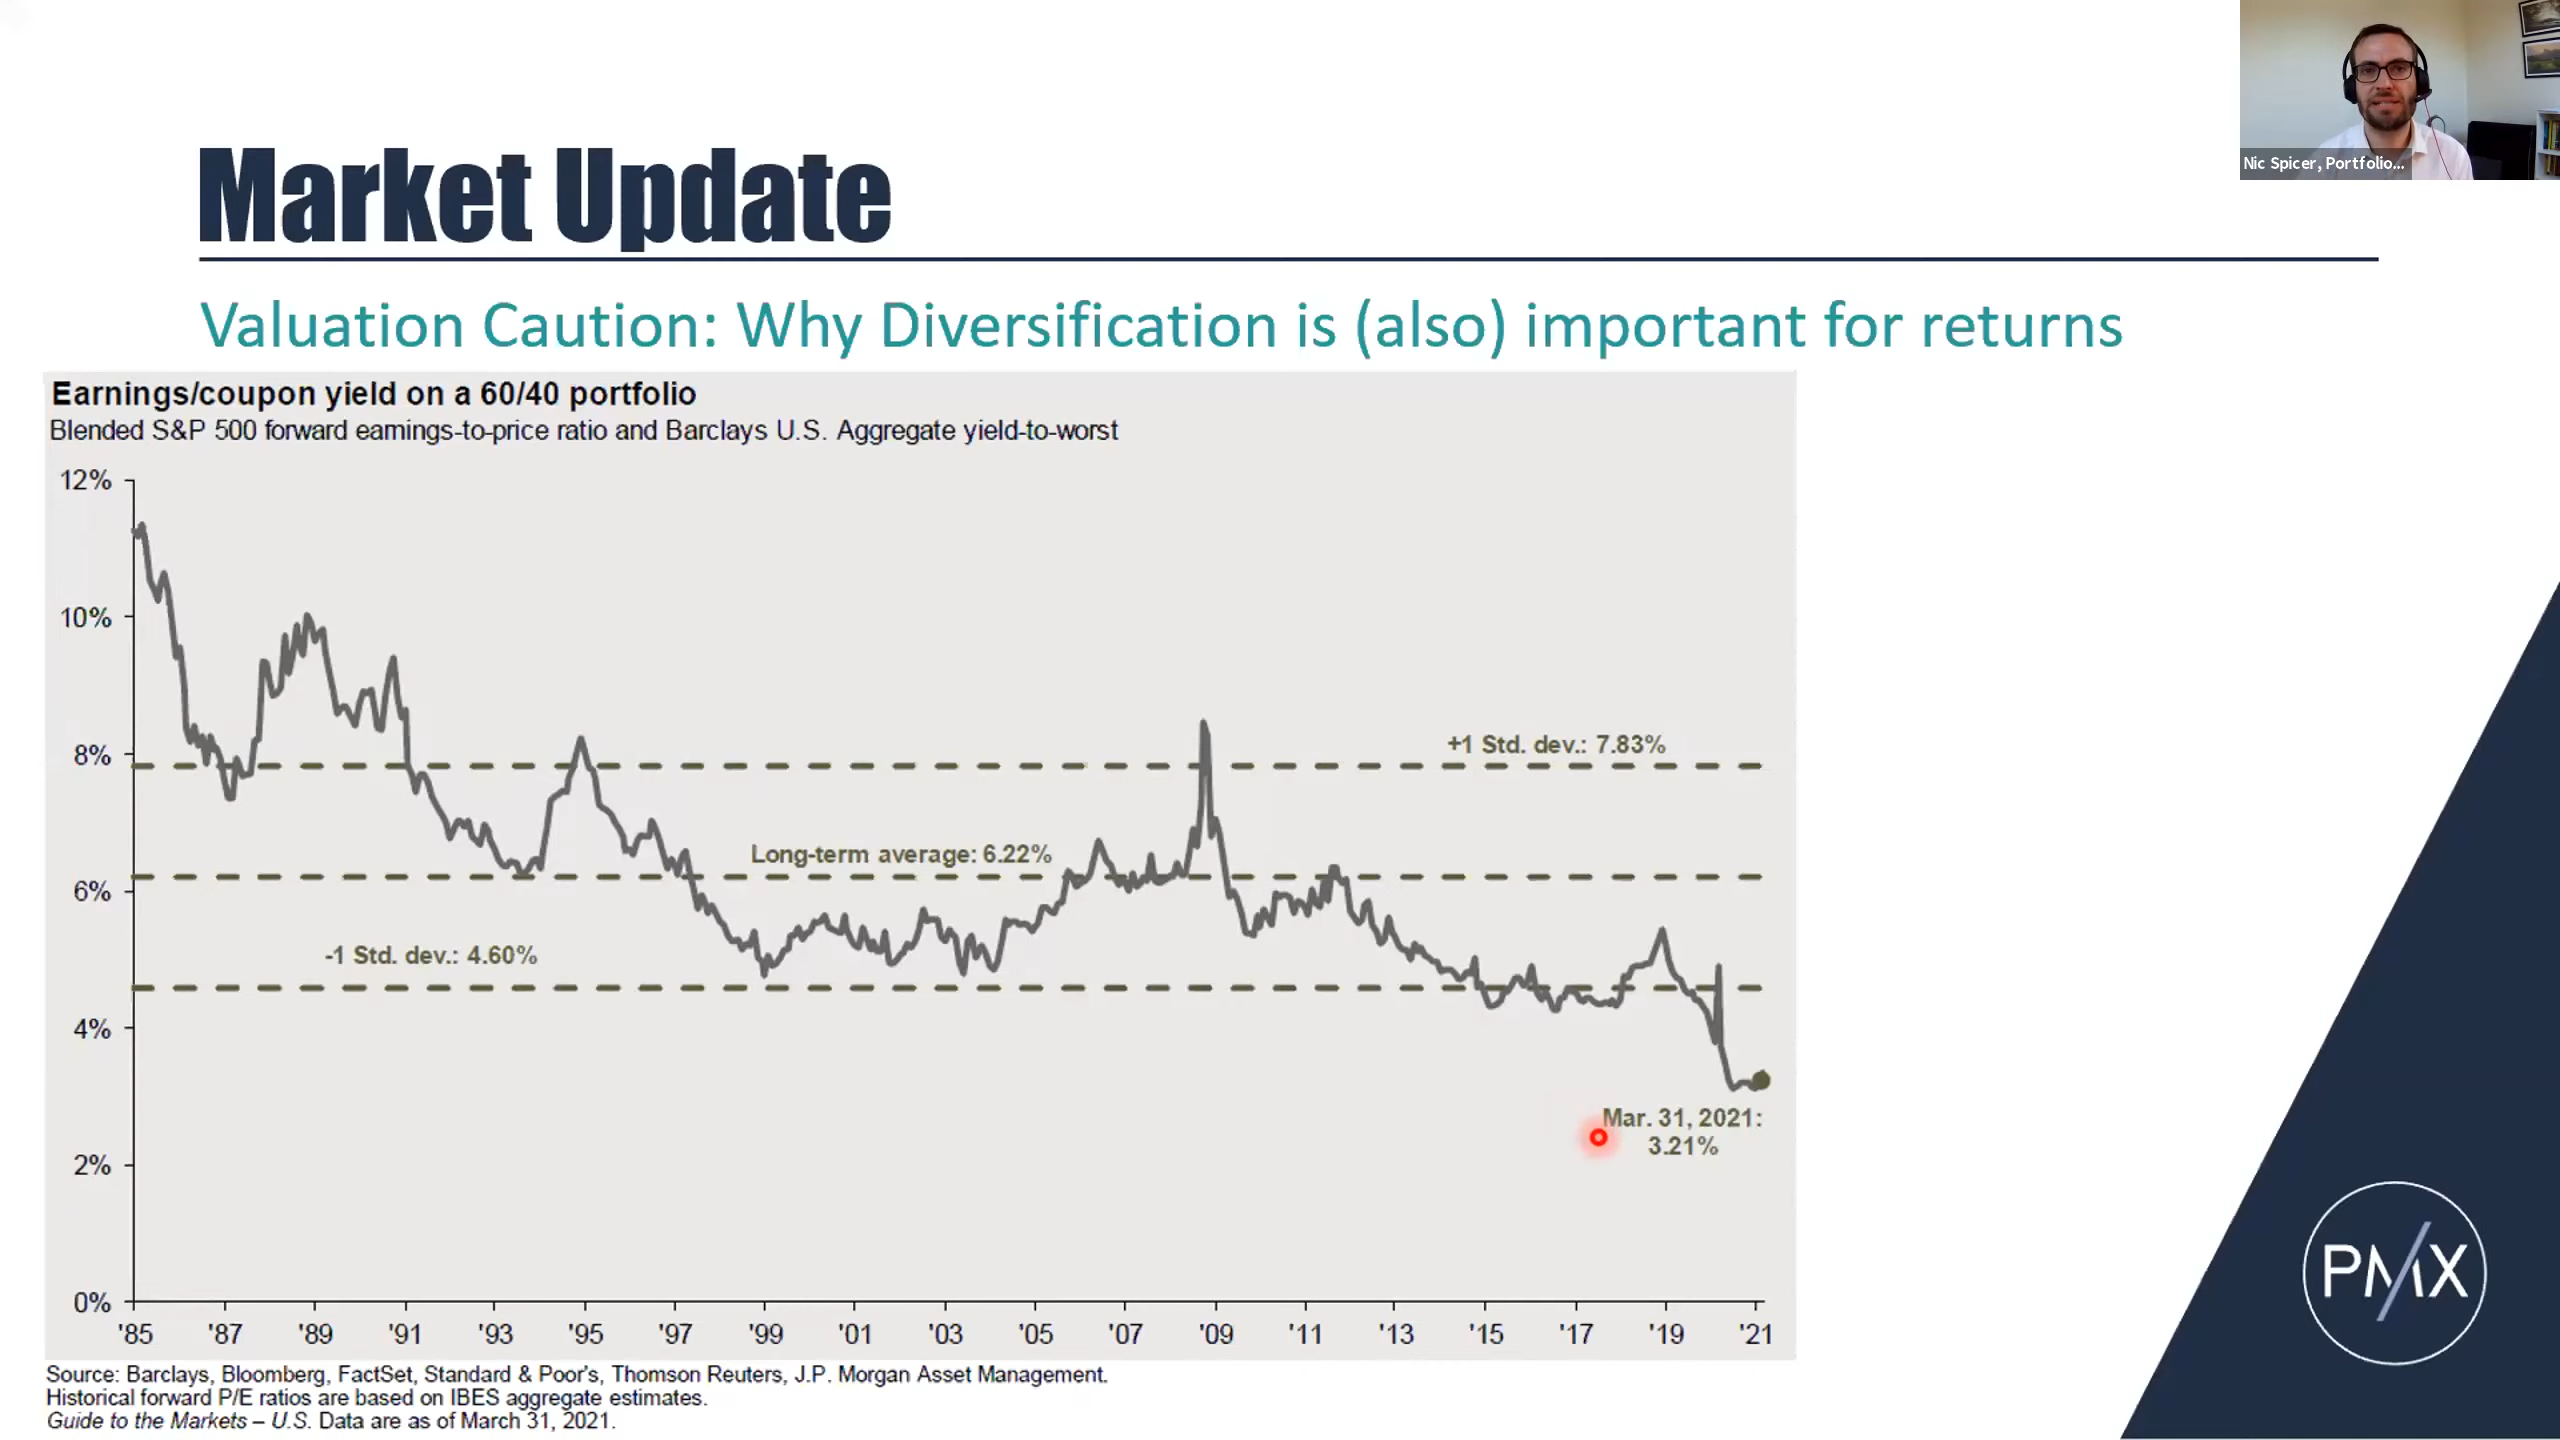 Nic Spicer, Portfolio...
Market Update
Valuation Caution: Why Diversification is (also) important for returns
Earnings/coupon yield on a 60/40 portfolio
Blended S&P 500 forward earnings-to-price ratio and Barclays U.S. Aggregate yield-to-worst
12%
10%
8%
6%
4%
2%
0%
+1 Std. dev.: 7.83%
Long-term average: 6.22%
-1 Std. dev.: 4.60%
Mar. 31, 2021:
3.21%
'85 '87 '89 '91 '93 '95 '97 '99 '01 '03 '05 '07 '09 '11 '13 '15 '17 '19 '21
Source: Barclays, Bloomberg, FactSet, Standard & Poor's, Thomson Reuters, J.P. Morgan Asset Management.
Historical forward P/E ratios are based on IBES aggregate estimates.
Guide to the Markets – U.S. Data are as of March 31, 2021.
PMX